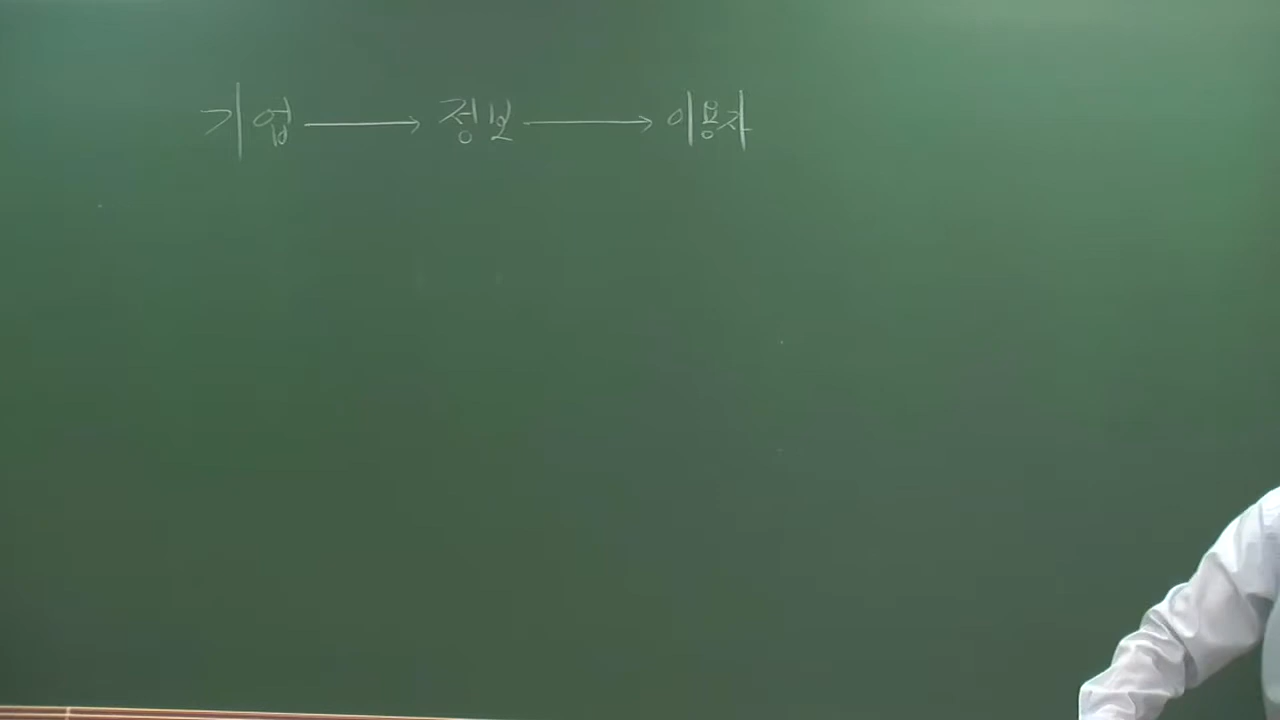 기업 → 정보 → 이용자